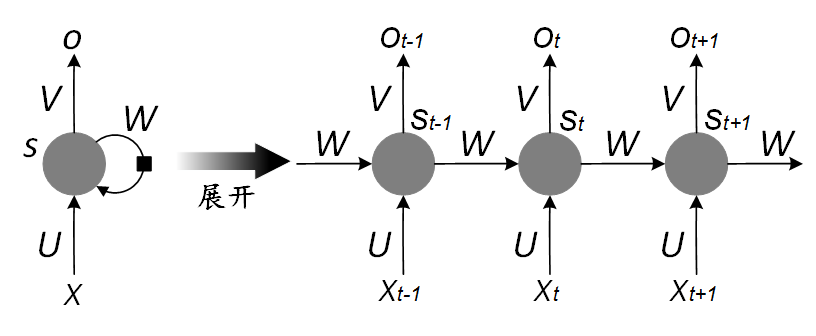 O Ot-1 Ot Ot+1
V V V V
S W St-1 St St+1
W W W W
展开
U U U U
X Xt-1 Xt Xt+1